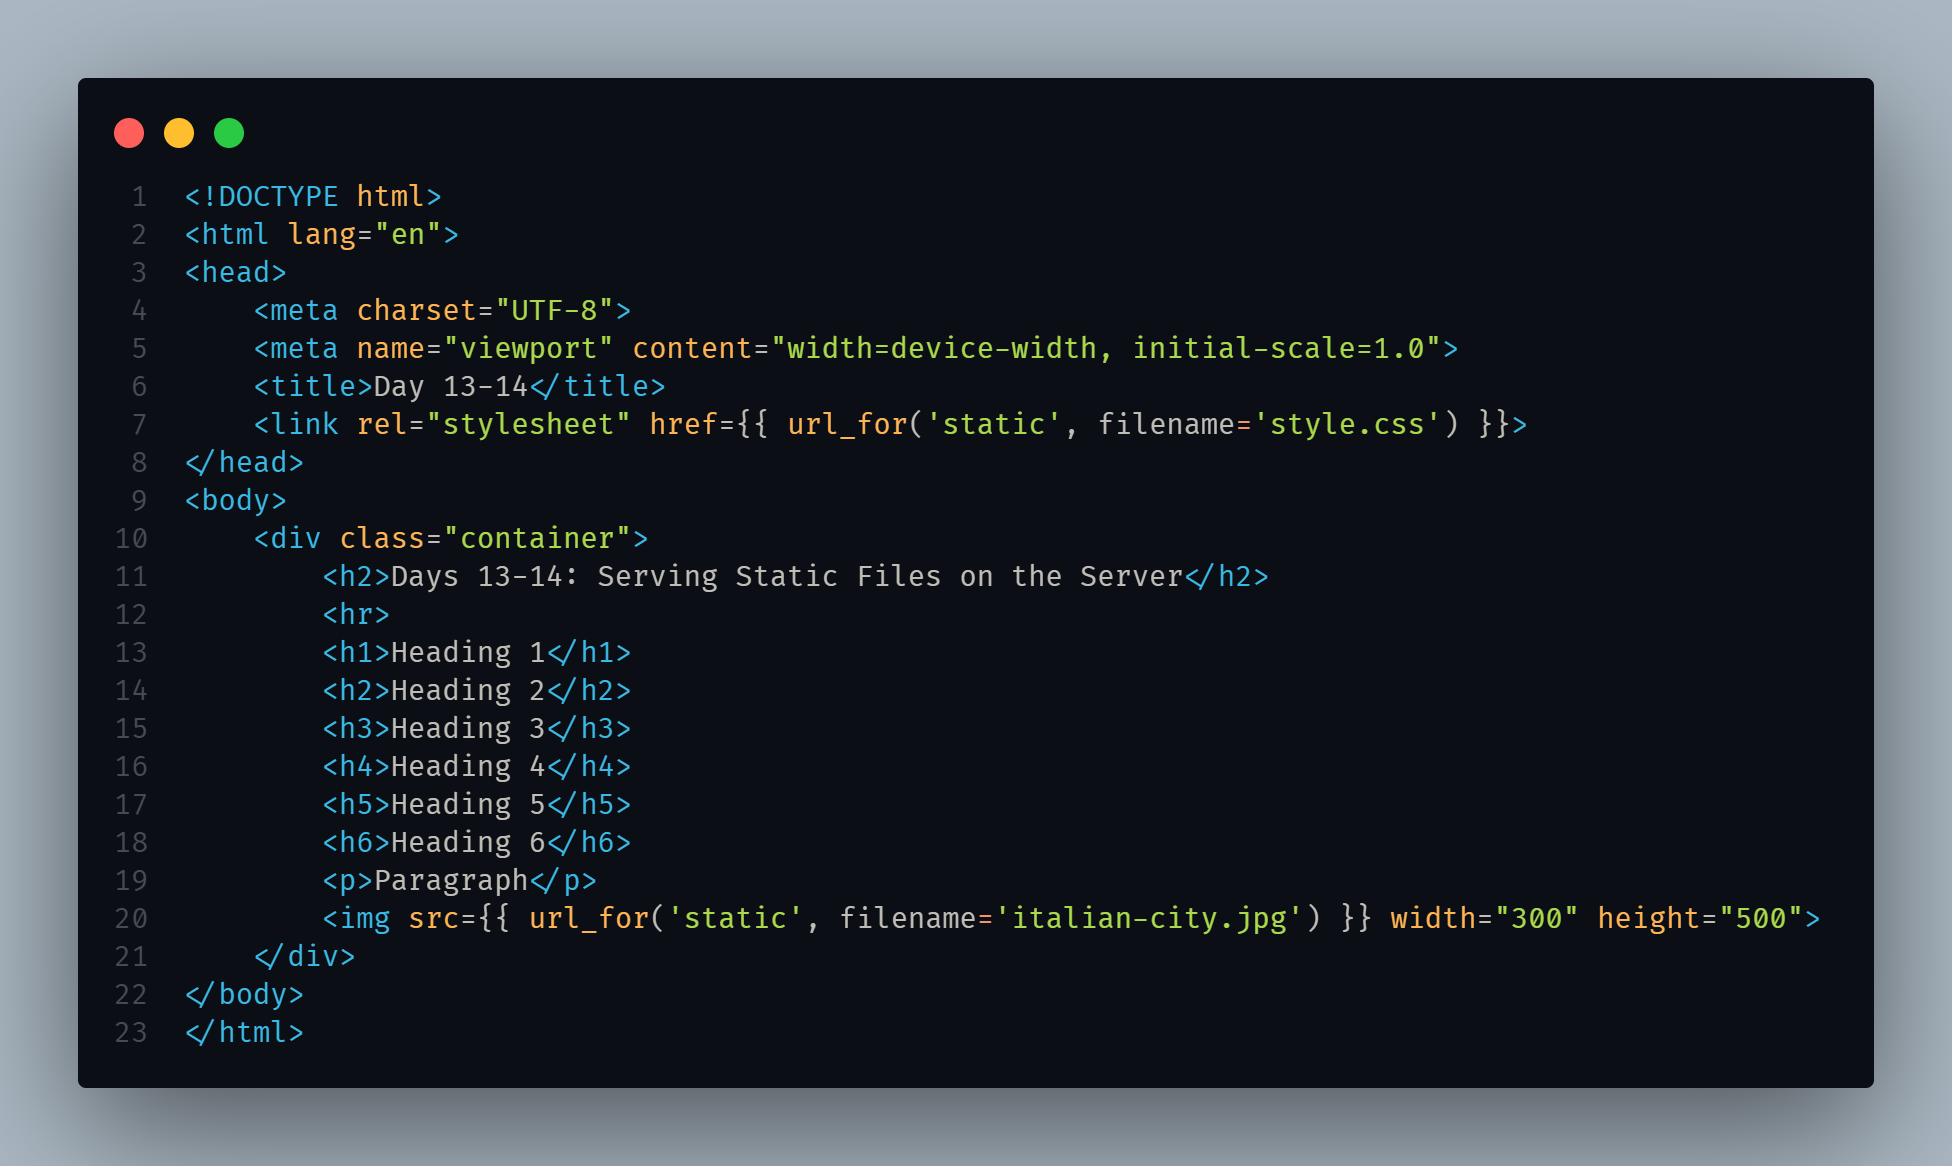 1 <!DOCTYPE html>
2 <html lang="en">
3 <head>
4     <meta charset="UTF-8">
5     <meta name="viewport" content="width=device-width, initial-scale=1.0">
6     <title>Day 13-14</title>
7     <link rel="stylesheet" href={{ url_for('static', filename='style.css') }}>
8 </head>
9 <body>
10     <div class="container">
11         <h2>Days 13-14: Serving Static Files on the Server</h2>
12         <hr>
13         <h1>Heading 1</h1>
14         <h2>Heading 2</h2>
15         <h3>Heading 3</h3>
16         <h4>Heading 4</h4>
17         <h5>Heading 5</h5>
18         <h6>Heading 6</h6>
19         <p>Paragraph</p>
20         <img src={{ url_for('static', filename='italian-city.jpg') }} width="300" height="500">
21     </div>
22 </body>
23 </html>